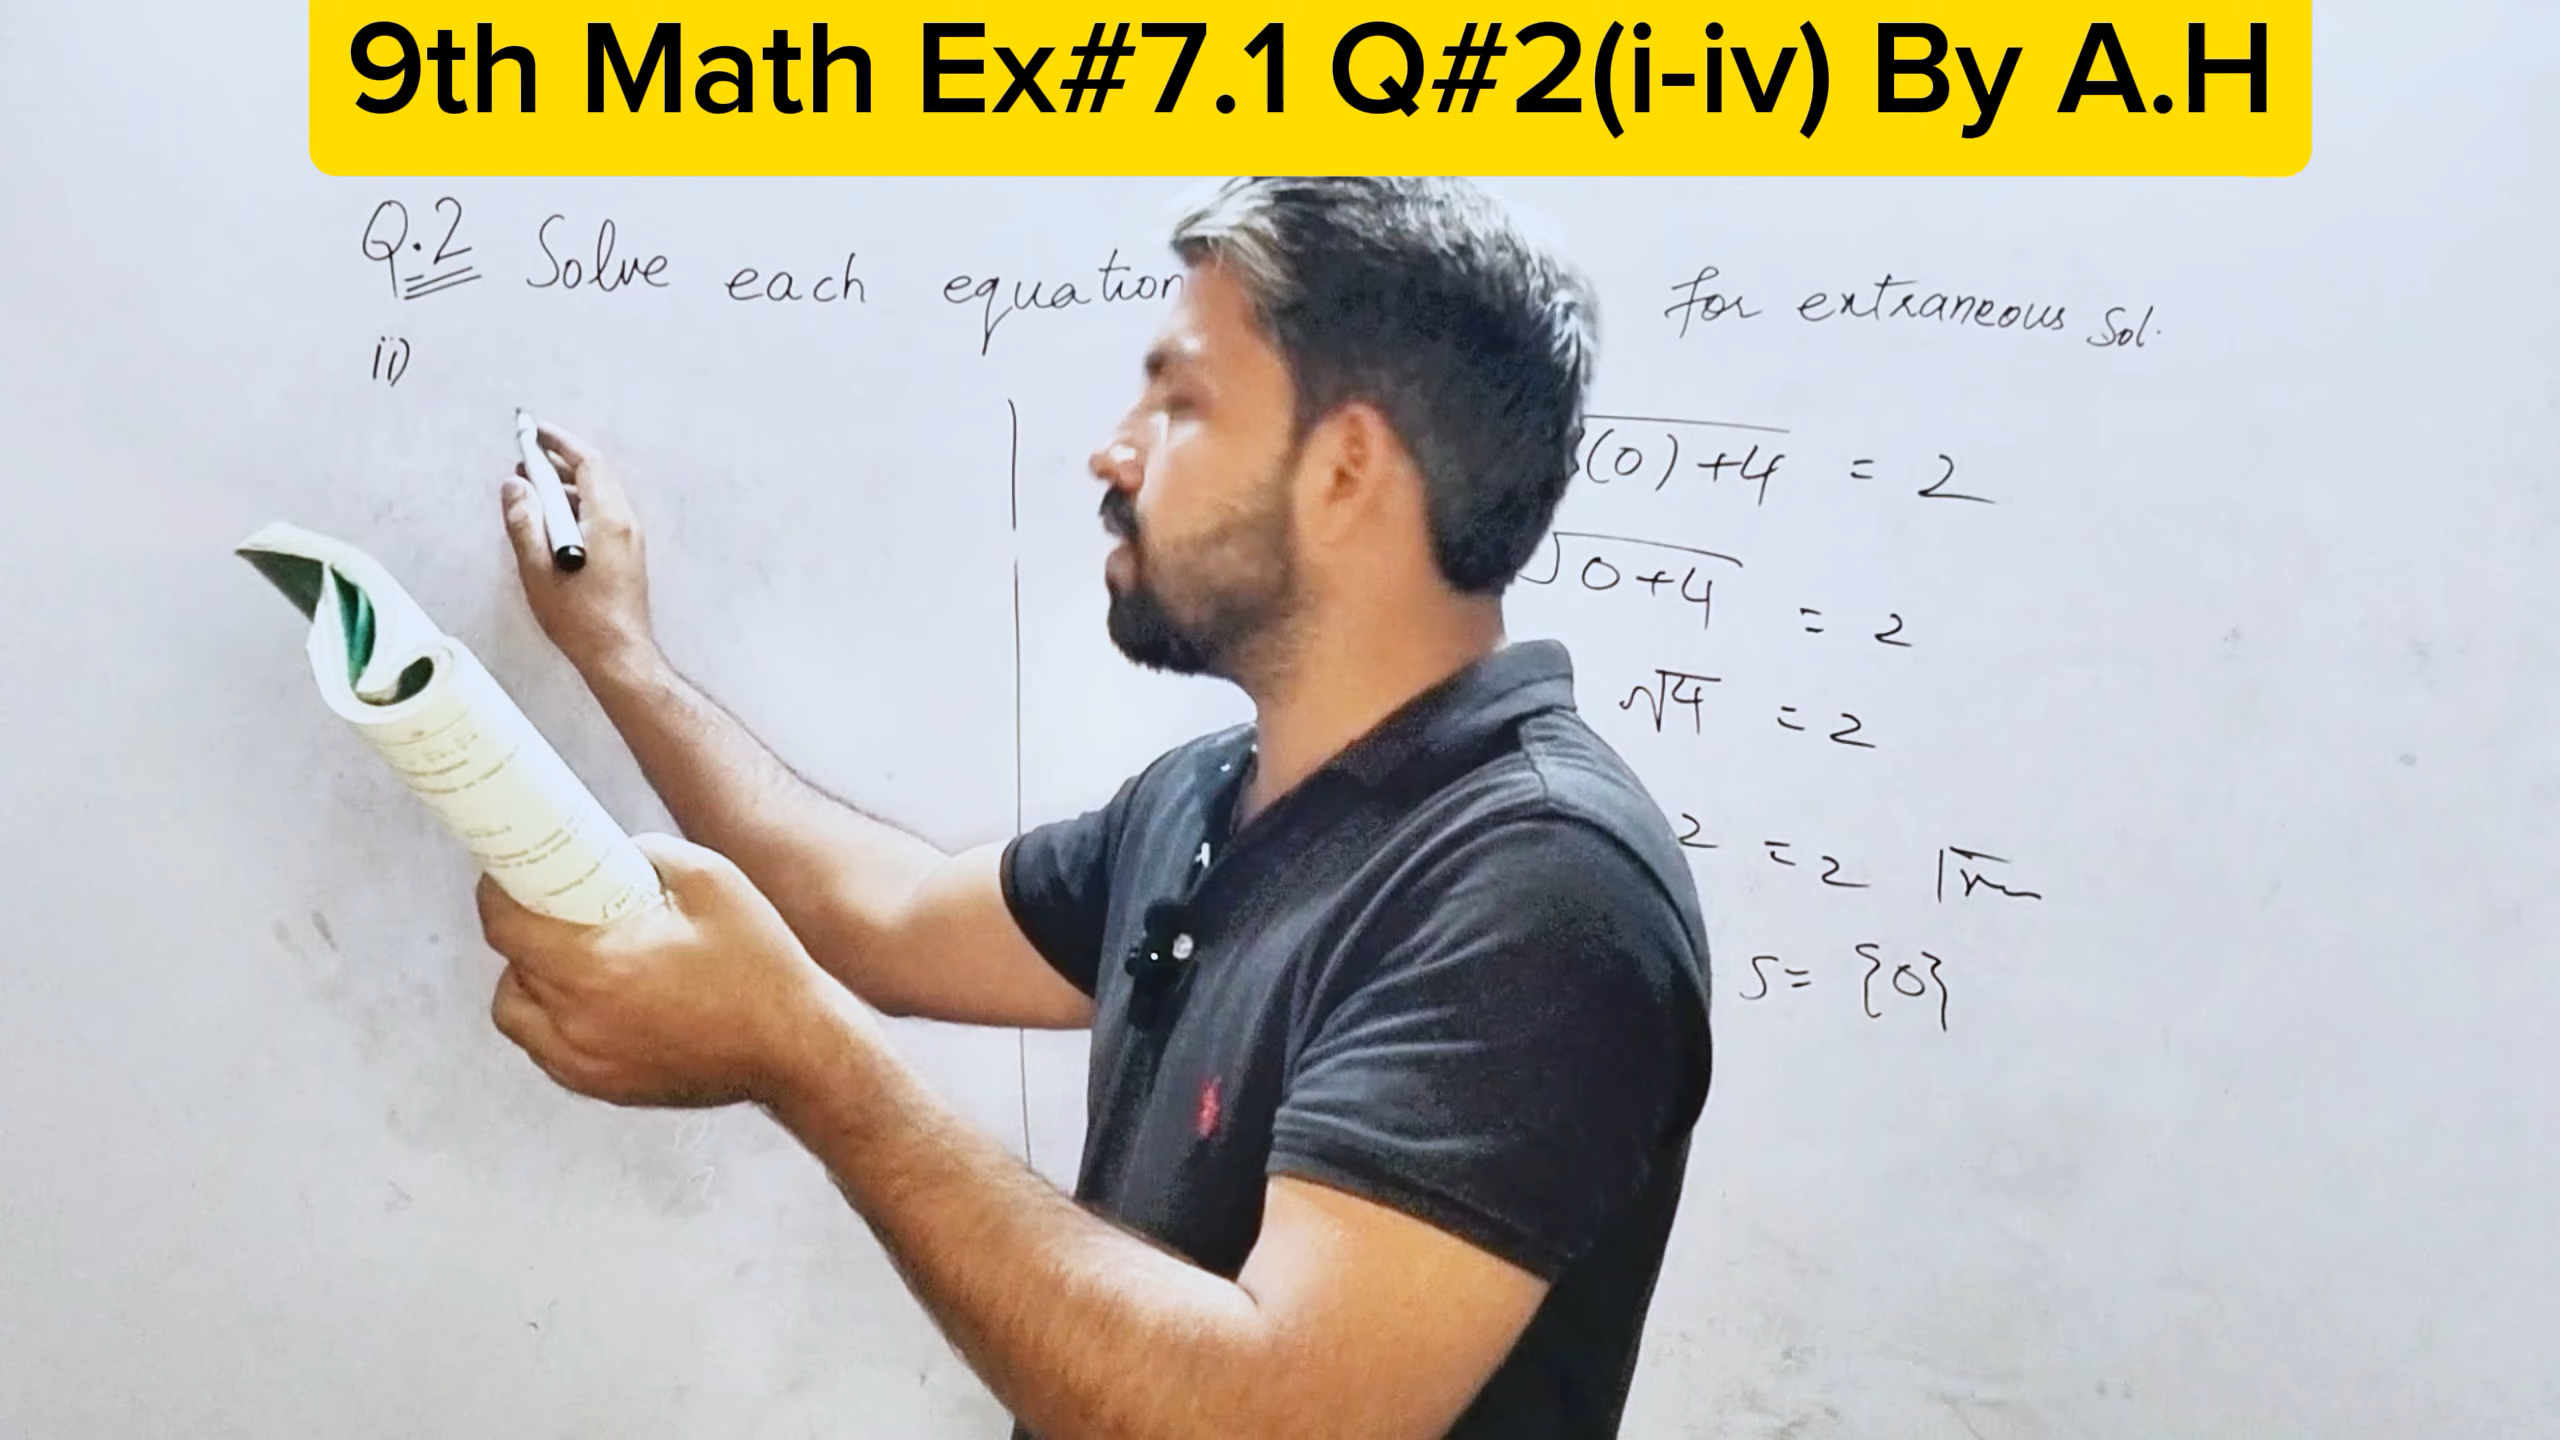 9th Math Ex#7.1 Q#2(i-iv) By A.H
Q.2 Solve each equation for extraneous Sol.
ii)
(0)+4 = 2
√0+4 = 2
√4 = 2
2 = 2
S= {0}